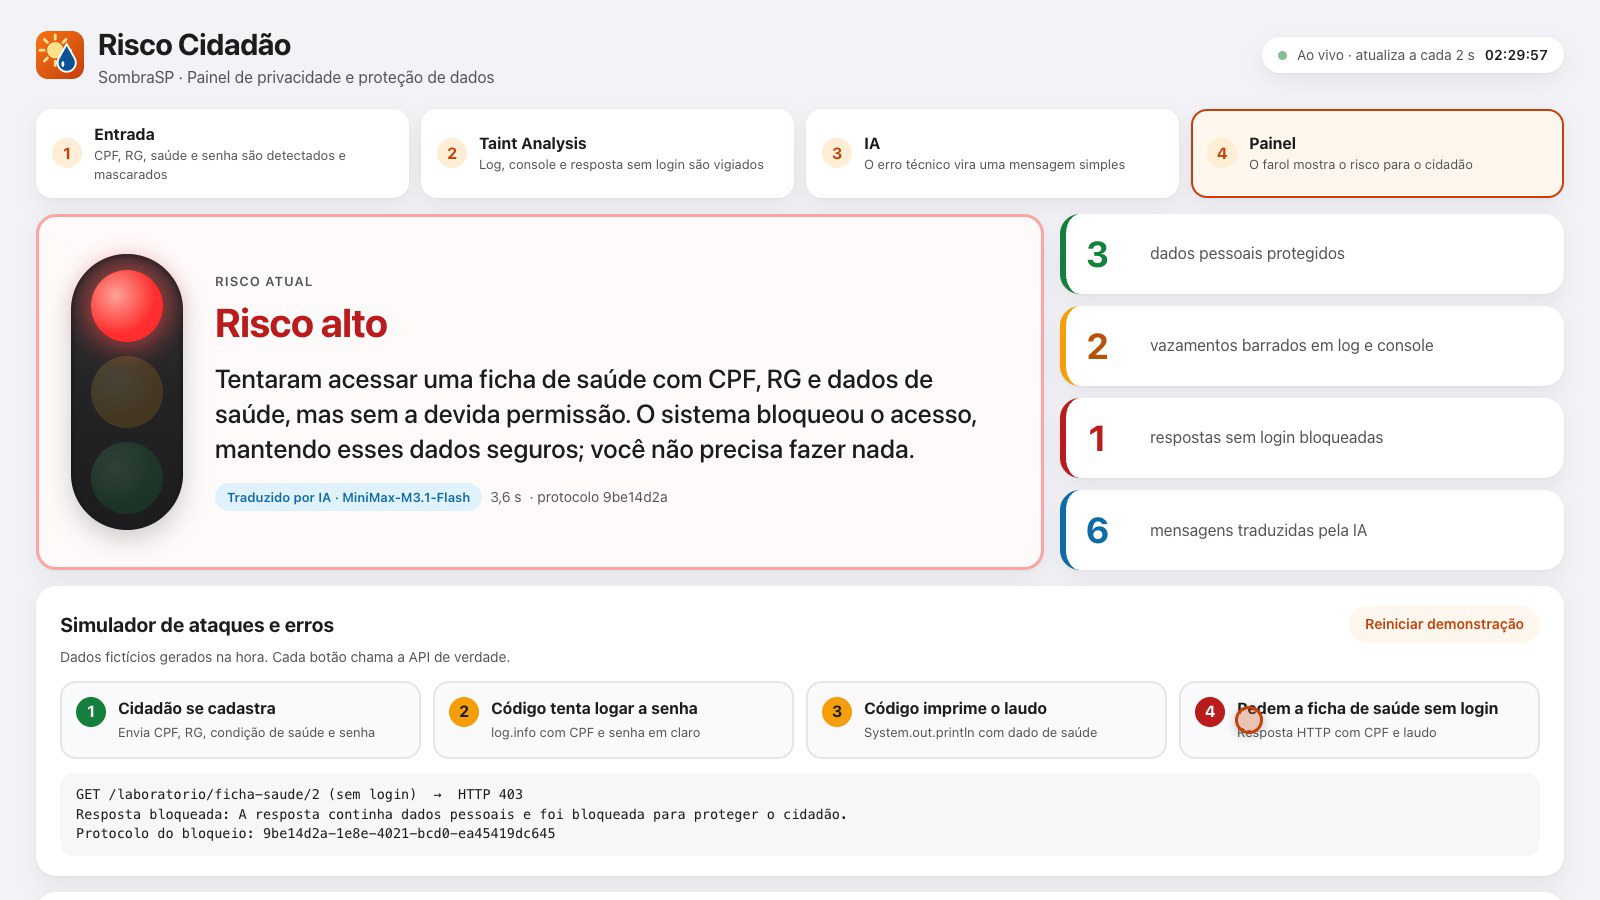 Risco Cidadão
SombraSP · Painel de privacidade e proteção de dados
Ao vivo · atualiza a cada 2 s 02:29:57
1
Entrada
CPF, RG, saúde e senha são detectados e
mascarados
2
Taint Analysis
Log, console e resposta sem login são vigiados
3
IA
O erro técnico vira uma mensagem simples
4
Painel
O farol mostra o risco para o cidadão
RISCO ATUAL
Risco alto
Tentaram acessar uma ficha de saúde com CPF, RG e dados de
saúde, mas sem a devida permissão. O sistema bloqueou o acesso,
mantendo esses dados seguros; você não precisa fazer nada.
Traduzido por IA · MiniMax-M3.1-Flash 3,6 s · protocolo 9be14d2a
3 dados pessoais protegidos
2 vazamentos barrados em log e console
1 respostas sem login bloqueadas
6 mensagens traduzidas pela IA
Simulador de ataques e erros
Reiniciar demonstração
Dados fictícios gerados na hora. Cada botão chama a API de verdade.
1
Cidadão se cadastra
Envia CPF, RG, condição de saúde e senha
2
Código tenta logar a senha
log.info com CPF e senha em claro
3
Código imprime o laudo
System.out.println com dado de saúde
4
Pedem a ficha de saúde sem login
Resposta HTTP com CPF e laudo
GET /laboratorio/ficha-saude/2 (sem login) → HTTP 403
Resposta bloqueada: A resposta continha dados pessoais e foi bloqueada para proteger o cidadão.
Protocolo do bloqueio: 9be14d2a-1e8e-4021-bcd0-ea45419dc645